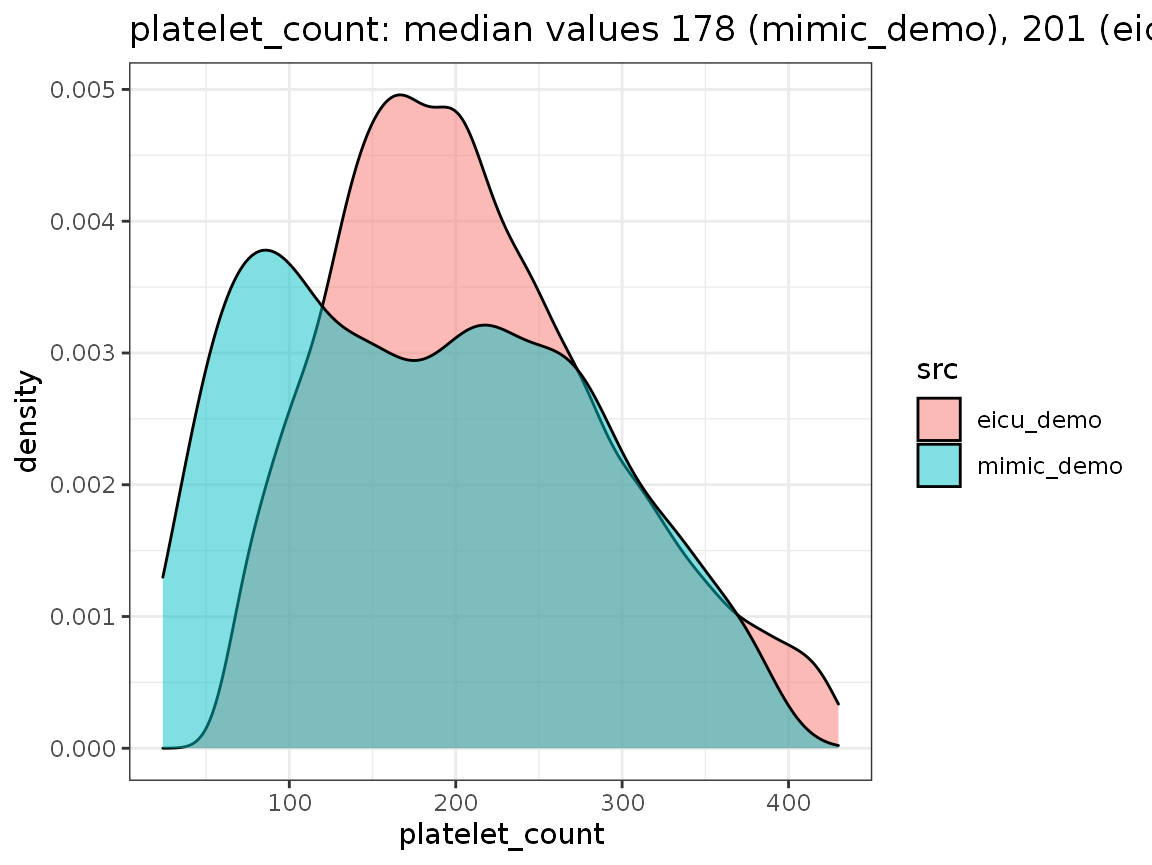 platelet_count: median values 178 (mimic_demo), 201 (eic
0.005
0.004
0.003
0.002
0.001
0.000
density
100 200 300 400
platelet_count
src
eicu_demo
mimic_demo